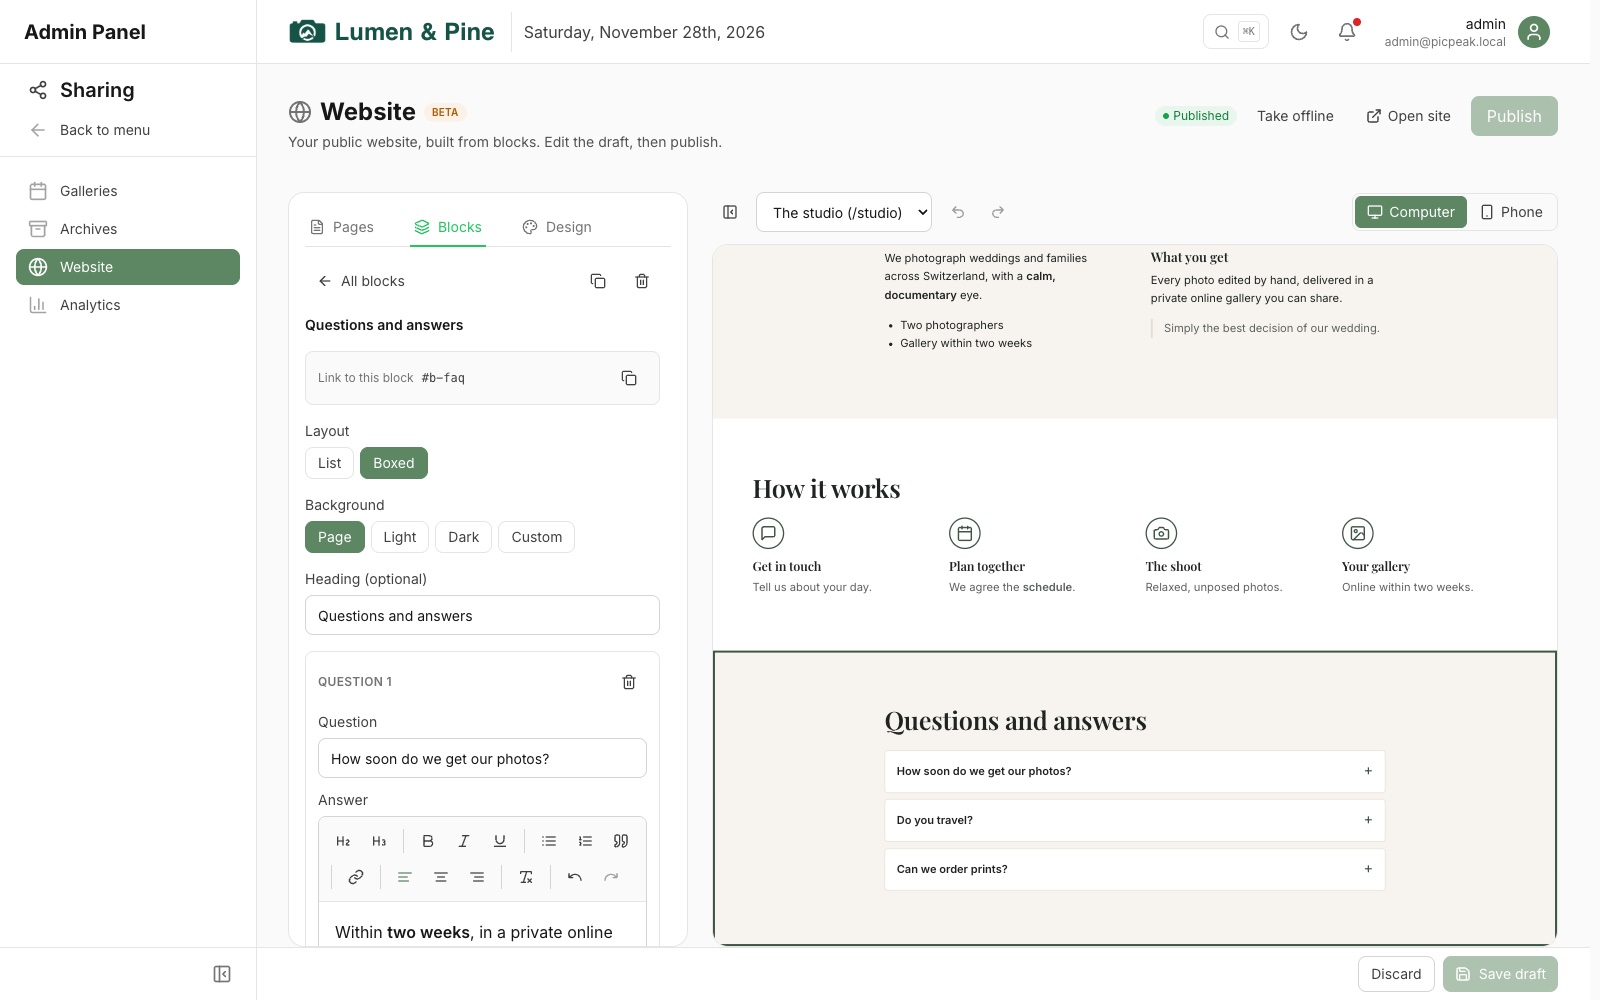 Admin Panel
Lumen & Pine
Saturday, November 28th, 2026
⌘K
admin
admin@picpeak.local
Sharing
Back to menu
Galleries
Archives
Website
Analytics
Website
BETA
Your public website, built from blocks. Edit the draft, then publish.
Published
Take offline
Open site
Publish
Pages
Blocks
Design
All blocks
Questions and answers
Link to this block #b-faq
Layout
List
Boxed
Background
Page
Light
Dark
Custom
Heading (optional)
Questions and answers
QUESTION 1
Question
How soon do we get our photos?
Answer
H2
H3
B
I
U
Within two weeks, in a private online
The studio (/studio)
Computer
Phone
We photograph weddings and families
across Switzerland, with a calm,
documentary eye.
• Two photographers
• Gallery within two weeks
What you get
Every photo edited by hand, delivered in a
private online gallery you can share.
Simply the best decision of our wedding.
How it works
Get in touch
Tell us about your day.
Plan together
We agree the schedule.
The shoot
Relaxed, unposed photos.
Your gallery
Online within two weeks.
Questions and answers
How soon do we get our photos? +
Do you travel? +
Can we order prints? +
Discard
Save draft